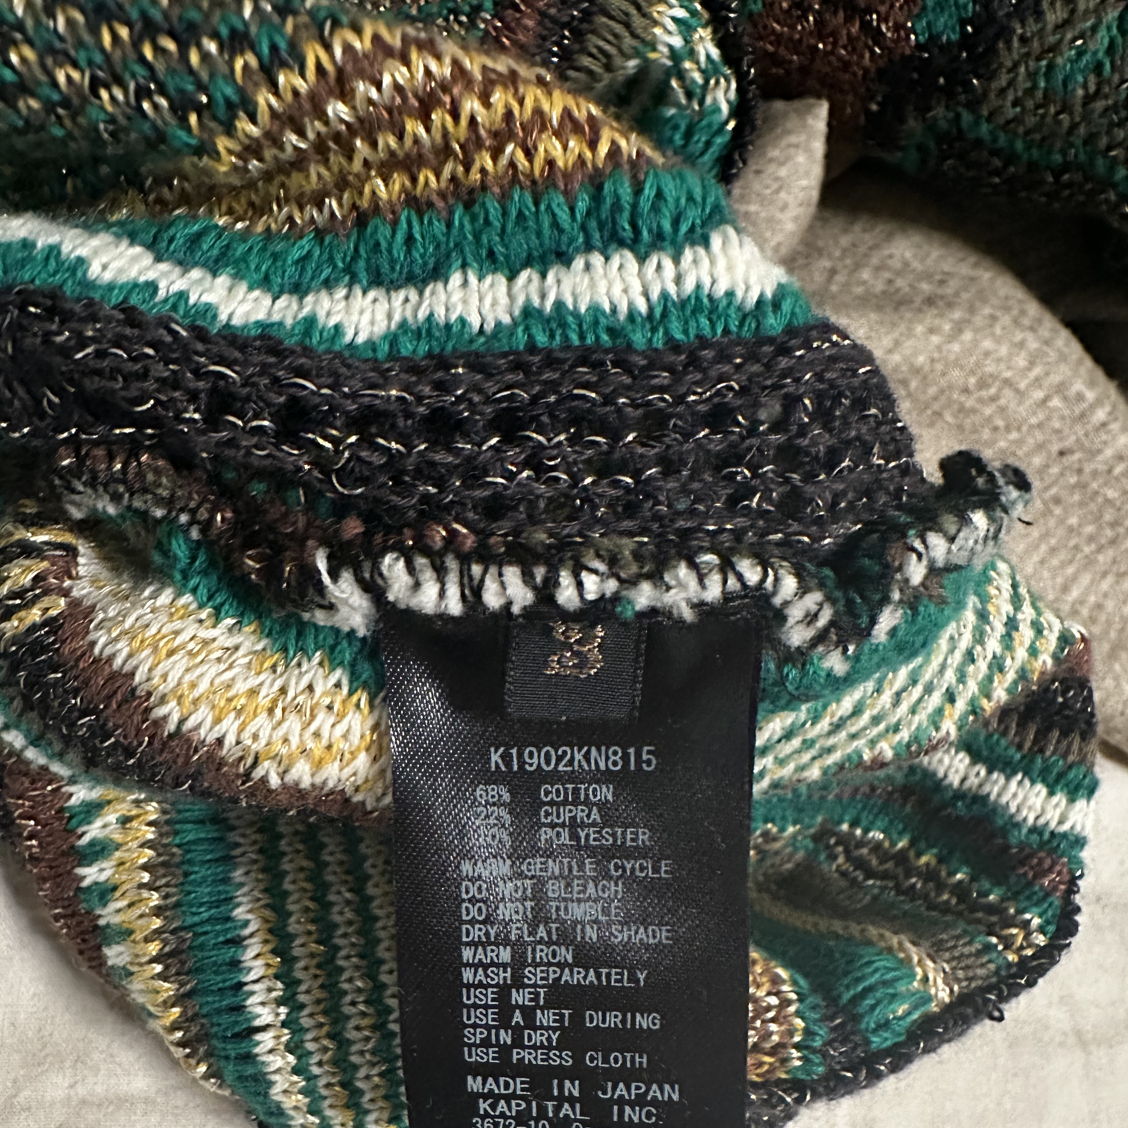 K1902KN815
68% COTTON
22% CUPRA
10% POLYESTER
WARM GENTLE CYCLE
DO NOT BLEACH
DO NOT TUMBLE
DRY FLAT IN SHADE
WARM IRON
WASH SEPARATELY
USE NET
USE A NET DURING
SPIN DRY
USE PRESS CLOTH
MADE IN JAPAN
KAPITAL INC.